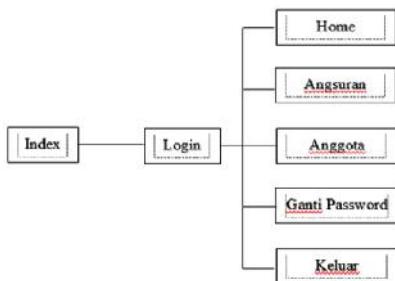 Home
Angsuran
Index
Login
Anggota
Ganti Password
Keluar